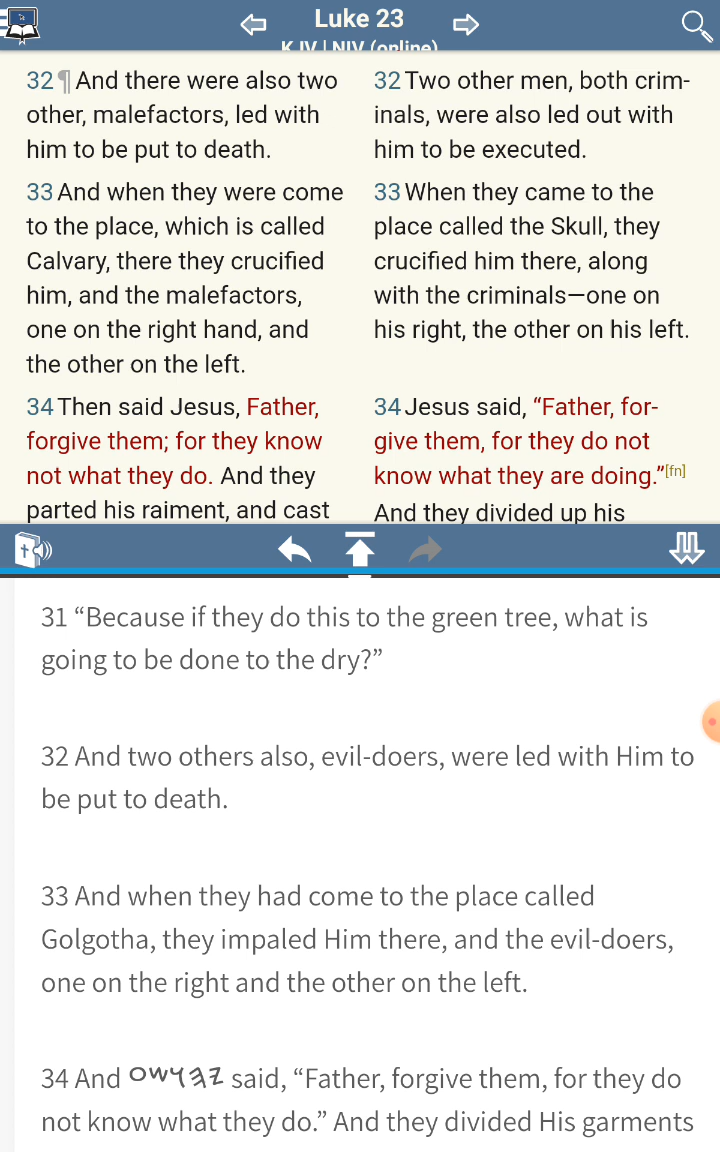 Luke 23
KJV | NIV (online)
32 ¶ And there were also two
other, malefactors, led with
him to be put to death.
33 And when they were come
to the place, which is called
Calvary, there they crucified
him, and the malefactors,
one on the right hand, and
the other on the left.
34 Then said Jesus, Father,
forgive them; for they know
not what they do. And they
parted his raiment, and cast
32 Two other men, both crim-
inals, were also led out with
him to be executed.
33 When they came to the
place called the Skull, they
crucified him there, along
with the criminals—one on
his right, the other on his left.
34 Jesus said, “Father, for-
give them, for they do not
know what they are doing.”[fn]
And they divided up his
31 “Because if they do this to the green tree, what is
going to be done to the dry?”
32 And two others also, evil-doers, were led with Him to
be put to death.
33 And when they had come to the place called
Golgotha, they impaled Him there, and the evil-doers,
one on the right and the other on the left.
34 And 𐤉𐤄𐤅𐤔𐤏 said, “Father, forgive them, for they do
not know what they do.” And they divided His garments